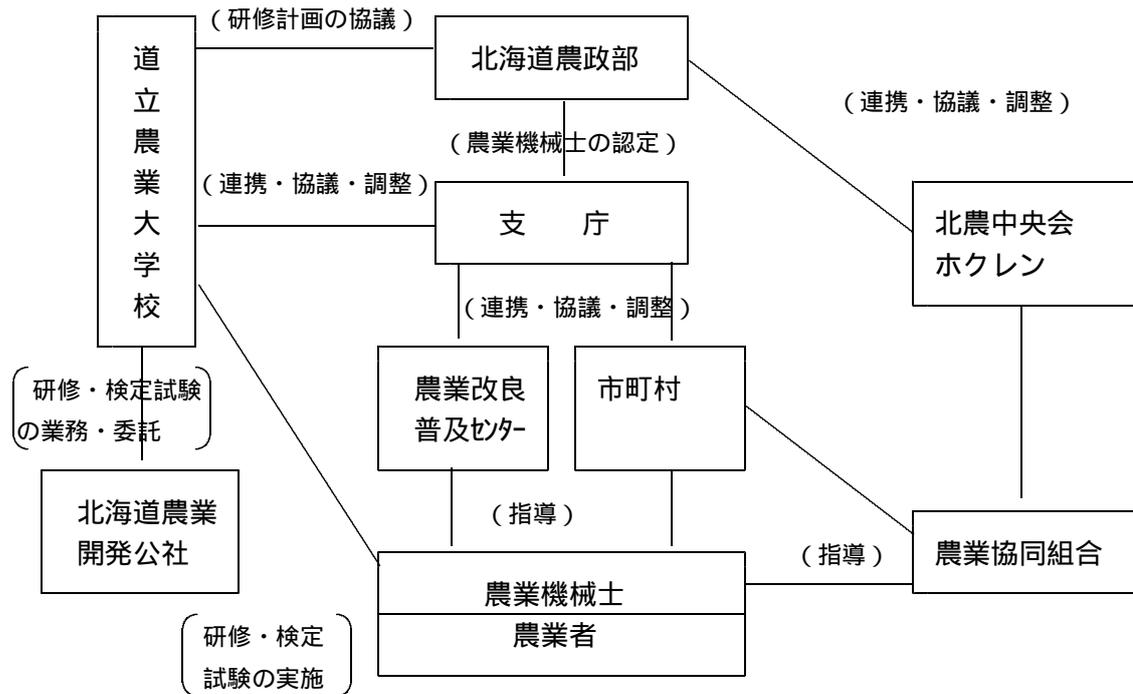 （研修計画の協議）
道立農業大学校
北海道農政部
（連携・協議・調整）
（農業機械士の認定）
（連携・協議・調整）
支　　庁
北農中央会
ホクレン
（連携・協議・調整）
研修・検定試験
の業務・委託
農業改良
普及ｾﾝﾀｰ
市町村
北海道農業
開発公社
（指導）
農業協同組合
（指導）
農業機械士
農業者
研修・検定
試験の実施